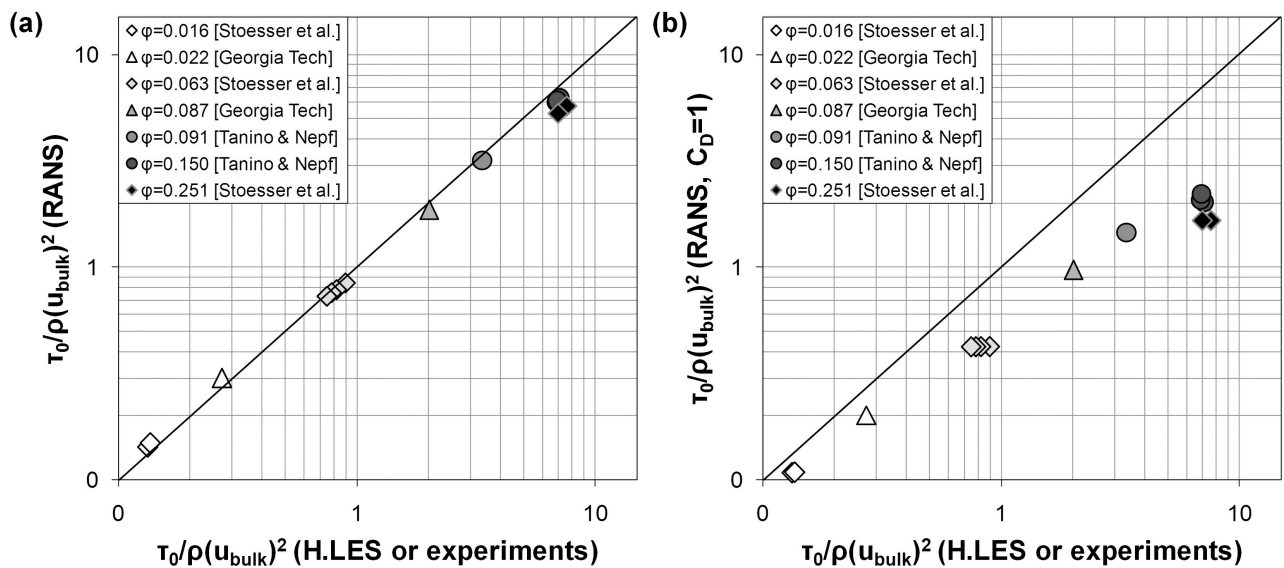 (a)
φ=0.016 [Stoesser et al.]
φ=0.022 [Georgia Tech]
φ=0.063 [Stoesser et al.]
φ=0.087 [Georgia Tech]
φ=0.091 [Tanino & Nepf]
φ=0.150 [Tanino & Nepf]
φ=0.251 [Stoesser et al.]
10
1
0
τ₀/ρ(u_bulk)² (RANS)
0
1
10
τ₀/ρ(u_bulk)² (H.LES or experiments)
(b)
φ=0.016 [Stoesser et al.]
φ=0.022 [Georgia Tech]
φ=0.063 [Stoesser et al.]
φ=0.087 [Georgia Tech]
φ=0.091 [Tanino & Nepf]
φ=0.150 [Tanino & Nepf]
φ=0.251 [Stoesser et al.]
10
1
0
τ₀/ρ(u_bulk)² (RANS, C_D=1)
0
1
10
τ₀/ρ(u_bulk)² (H.LES or experiments)